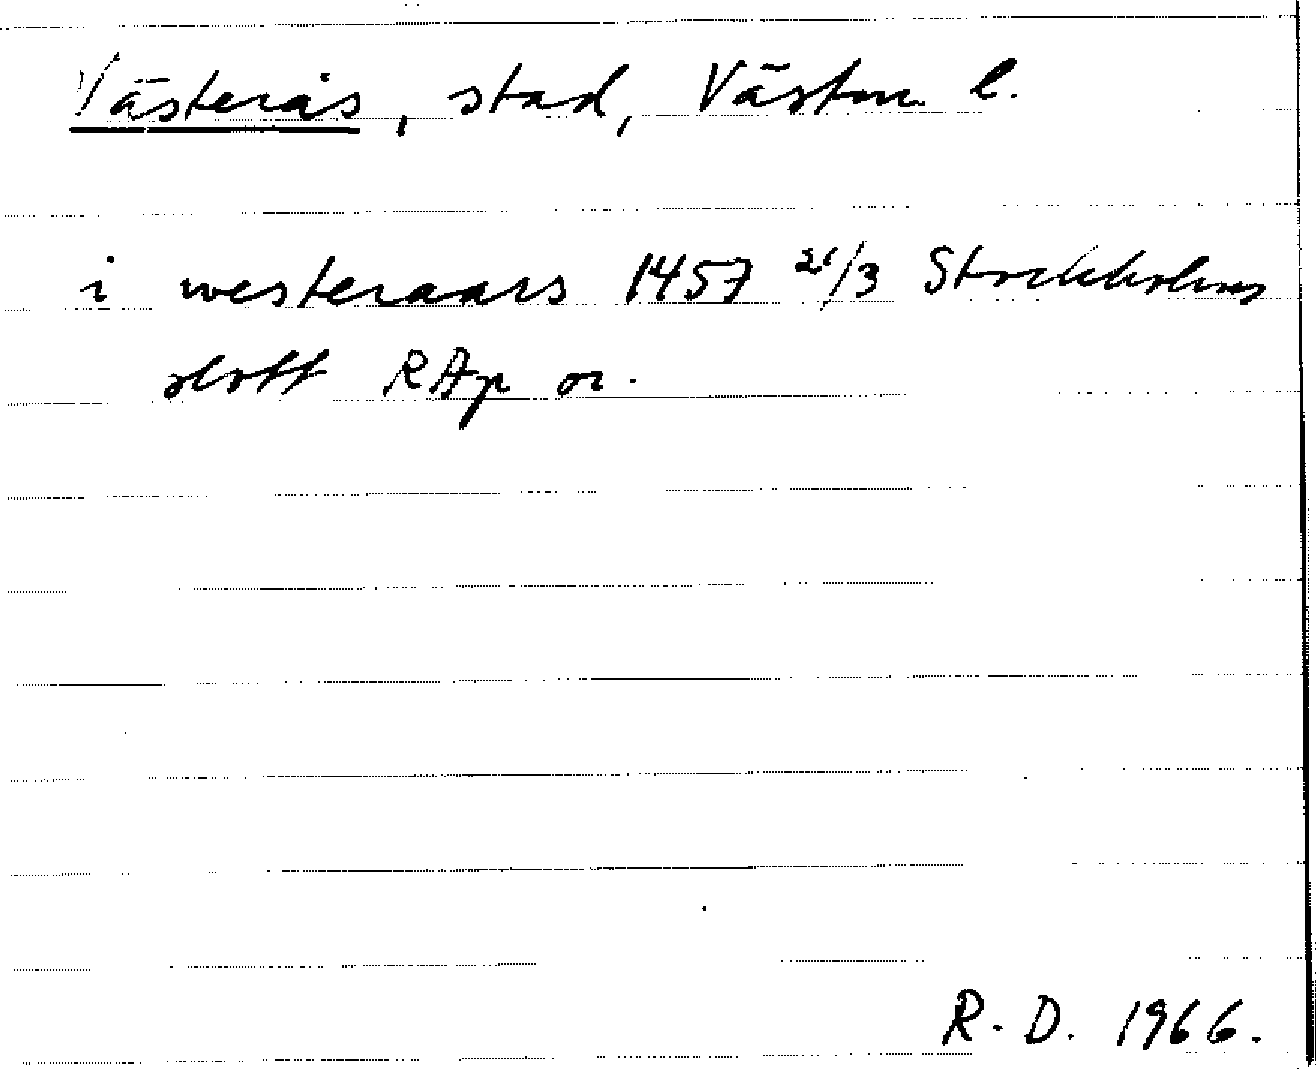 Västerås, stad, Västm. l.
i westeraars 1457 21/3 Stockholms
slott RAp or.
R. D. 1966.